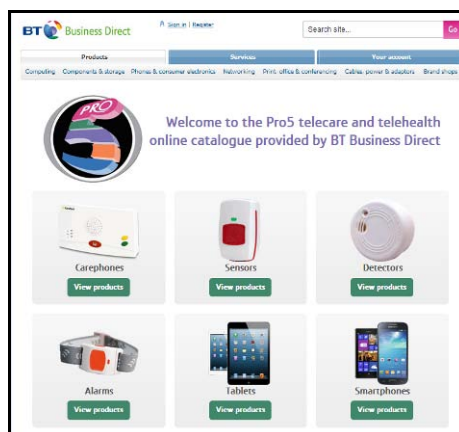 BT Business Direct
Sign in | Register
Search site...
Go
Products
Services
Your account
Computing Components & storage Phones & consumer electronics Networking Print, office & conferencing Cables, power & adaptors Brand shops
PRO
5
Welcome to the Pro5 telecare and telehealth
online catalogue provided by BT Business Direct
Carephones
Sensors
Detectors
View products
View products
View products
Alarms
Tablets
Smartphones
View products
View products
View products